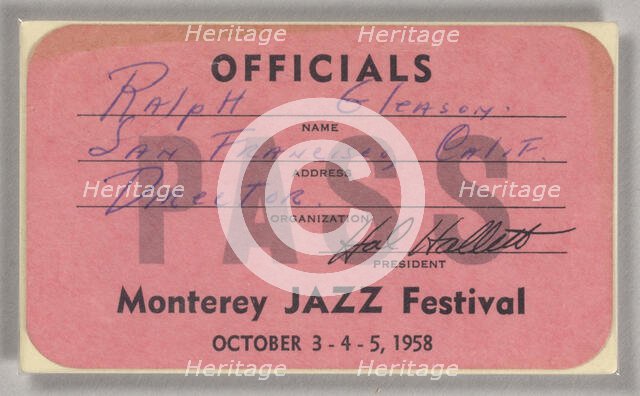 OFFICIALS
Ralph Gleason.
NAME
San Francisco, Calif.
ADDRESS
Director.
ORGANIZATION
PASS
Hal Hallett
PRESIDENT
Monterey JAZZ Festival
OCTOBER 3 - 4 - 5, 1958
Heritage Heritage
Heritage Heritage
Heritage Heritage